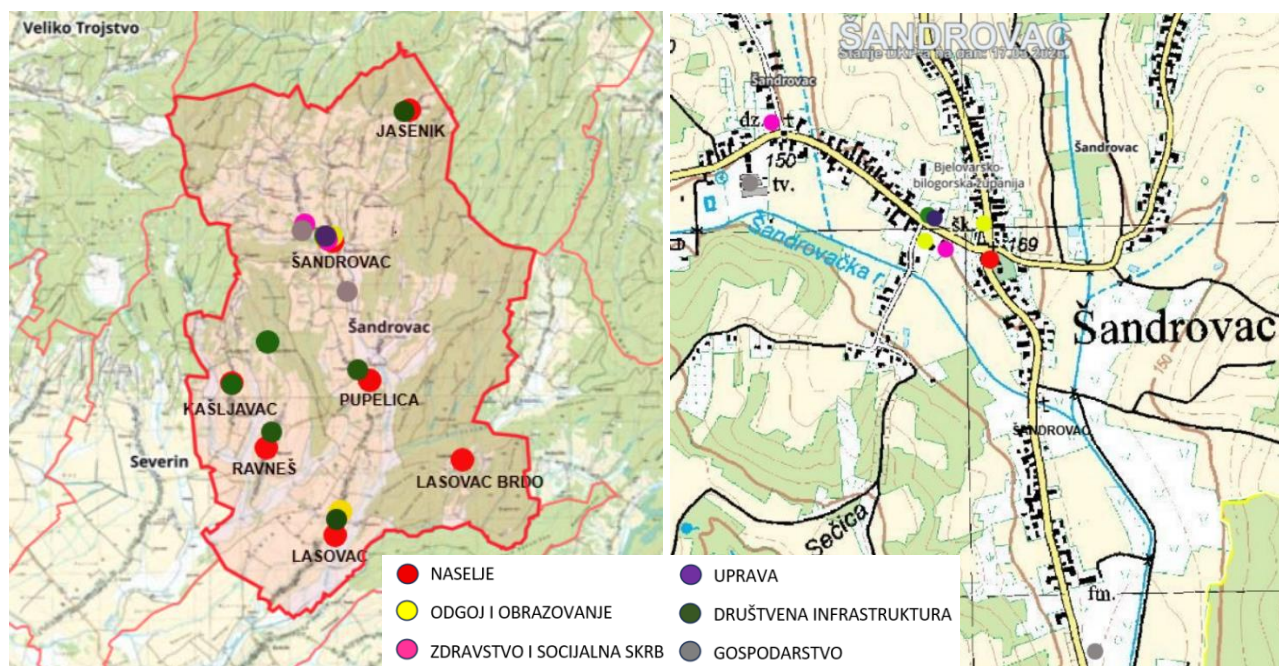 Veliko Trojstvo
JASENIK
ŠANDROVAC
Šandrovac
PUPELICA
KAŠLJAVAC
RAVNEŠ
Severin
LASOVAC BRDO
LASOVAC
ŠANDROVAC
Šandrovac
dz.
150
tv.
Bjelovarsko-
bilogorska županija
Šandrovac
šk.
169
Šandrovačka r.
Šandrovac
150
ŠANDROVAC
Sečica
fm.
NASELJE
ODGOJ I OBRAZOVANJE
ZDRAVSTVO I SOCIJALNA SKRB
UPRAVA
DRUŠTVENA INFRASTRUKTURA
GOSPODARSTVO